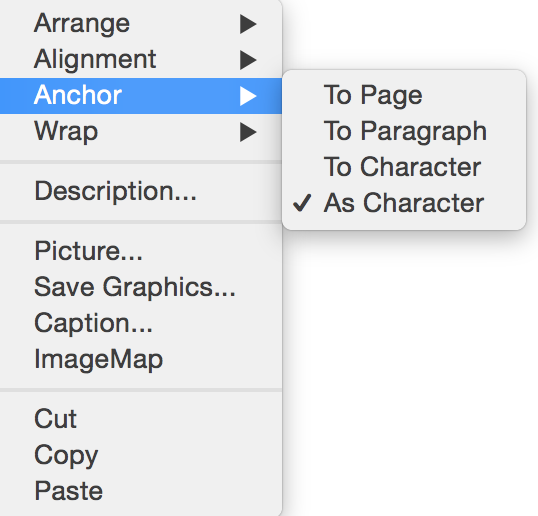 Arrange
Alignment
Anchor
Wrap
Description...
Picture...
Save Graphics...
Caption...
ImageMap
Cut
Copy
Paste
To Page
To Paragraph
To Character
As Character